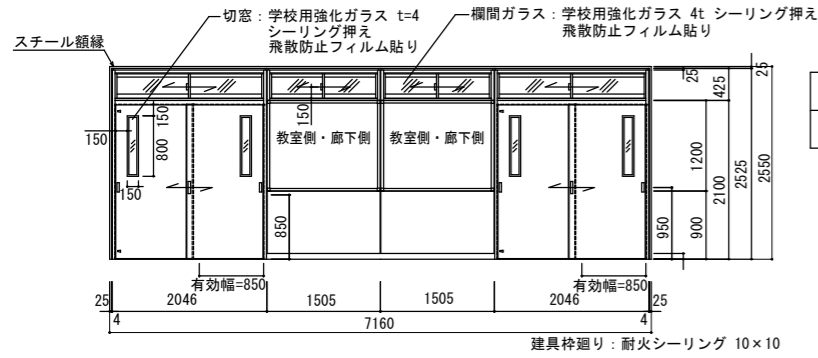 切窓：学校用強化ガラス t=4
シーリング押え
飛散防止フィルム貼り
欄間ガラス：学校用強化ガラス 4t シーリング押え
飛散防止フィルム貼り
スチール額縁
25
425
25
150
150
150
800
150
教室側・廊下側
教室側・廊下側
850
1200
900
950
2100
2525
2550
有効幅=850
有効幅=850
25
2046
1505
1505
2046
25
4
7160
4
建具枠廻り：耐火シーリング 10×10